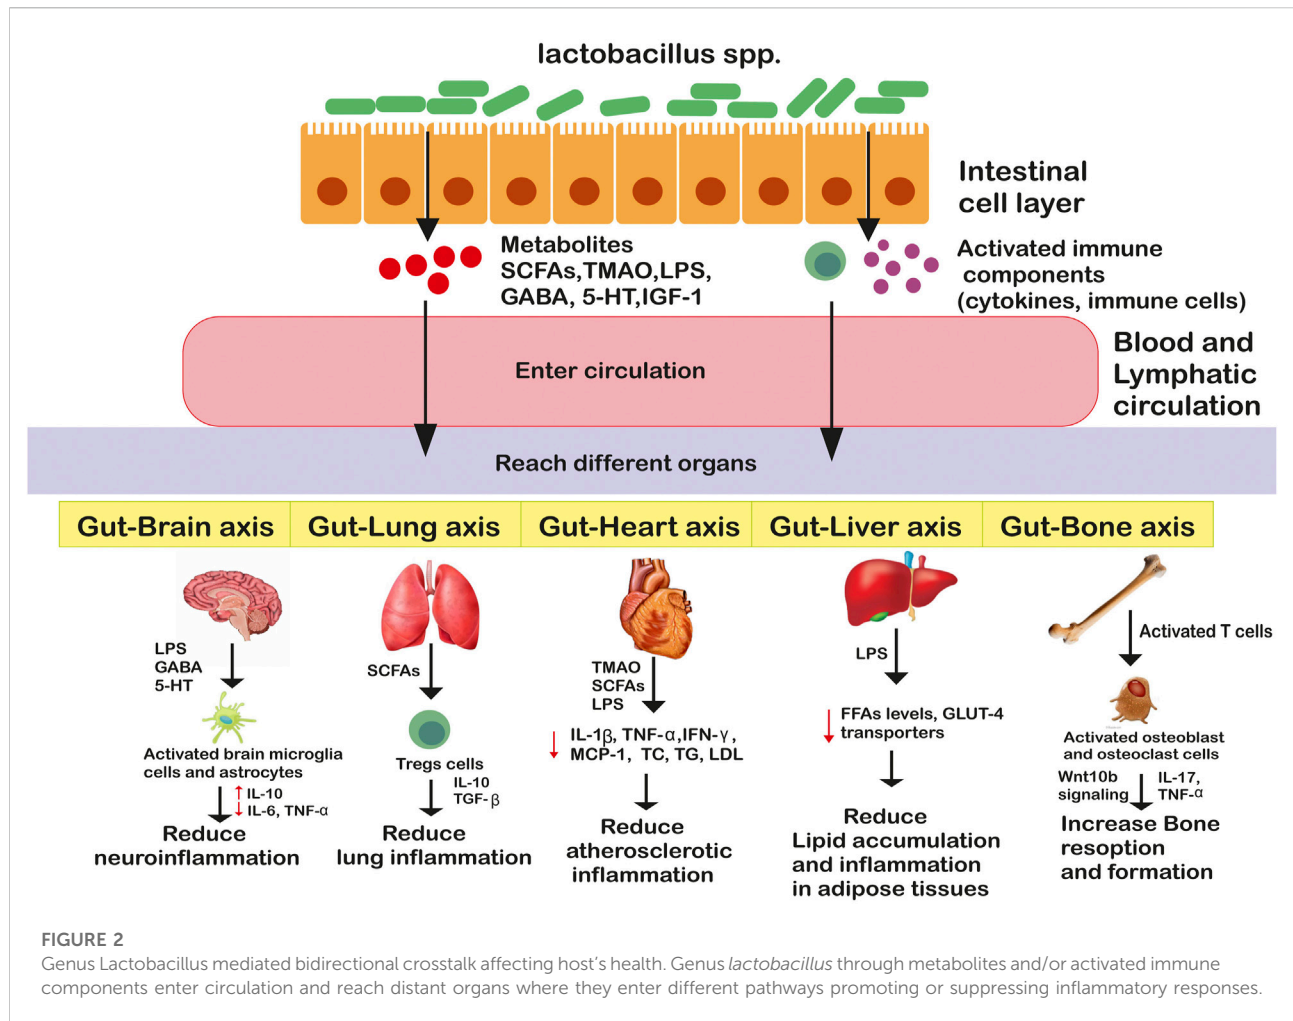 lactobacillus spp.
Intestinal
cell layer
Metabolites
SCFAs,TMAO,LPS,
GABA, 5-HT,IGF-1
Activated immune
components
(cytokines, immune cells)
Enter circulation
Blood and
Lymphatic
circulation
Reach different organs
Gut-Brain axis
Gut-Lung axis
Gut-Heart axis
Gut-Liver axis
Gut-Bone axis
LPS
GABA
5-HT
Activated brain microglia
cells and astrocytes
↑ IL-10
↓ IL-6, TNF-α
Reduce
neuroinflammation
SCFAs
Tregs cells
IL-10
TGF-β
Reduce
lung inflammation
TMAO
SCFAs
LPS
↓ IL-1β, TNF-α,IFN-γ,
MCP-1, TC, TG, LDL
Reduce
atherosclerotic
inflammation
LPS
↓ FFAs levels, GLUT-4
transporters
Reduce
Lipid accumulation
and inflammation
in adipose tissues
Activated T cells
Activated osteoblast
and osteoclast cells
Wnt10b
signaling
IL-17,
TNF-α
Increase Bone
resoption
and formation
FIGURE 2
Genus Lactobacillus mediated bidirectional crosstalk affecting host's health. Genus lactobacillus through metabolites and/or activated immune
components enter circulation and reach distant organs where they enter different pathways promoting or suppressing inflammatory responses.